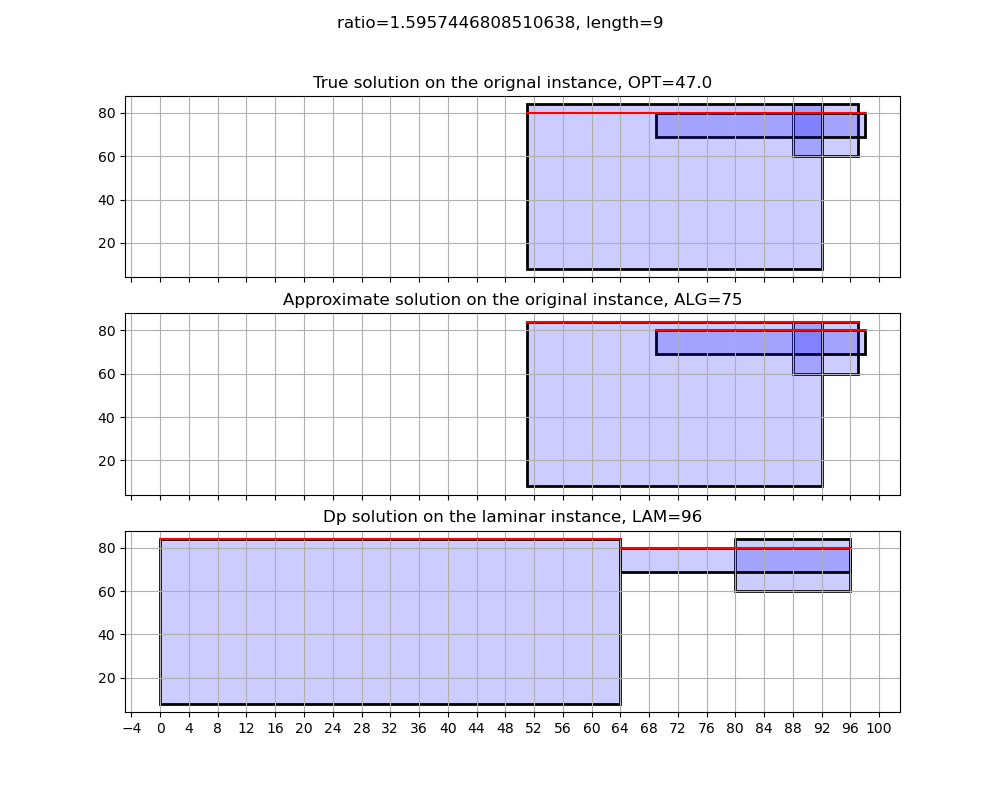 ratio=1.5957446808510638, length=9
True solution on the orignal instance, OPT=47.0
80
60
40
20
Approximate solution on the original instance, ALG=75
80
60
40
20
Dp solution on the laminar instance, LAM=96
80
60
40
20
−4 0 4 8 12 16 20 24 28 32 36 40 44 48 52 56 60 64 68 72 76 80 84 88 92 96 100